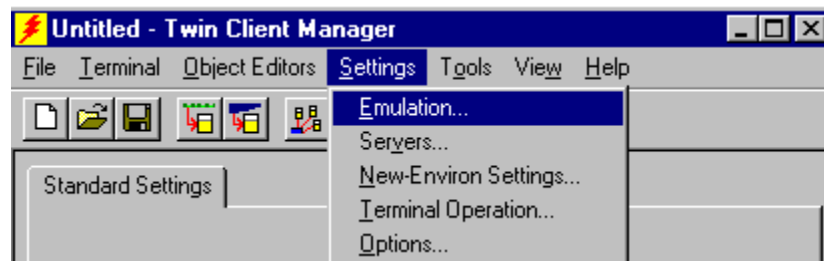 Untitled - Twin Client Manager
File Terminal Object Editors Settings Tools View Help
Emulation...
Servers...
Standard Settings
New-Environ Settings...
Terminal Operation...
Options...